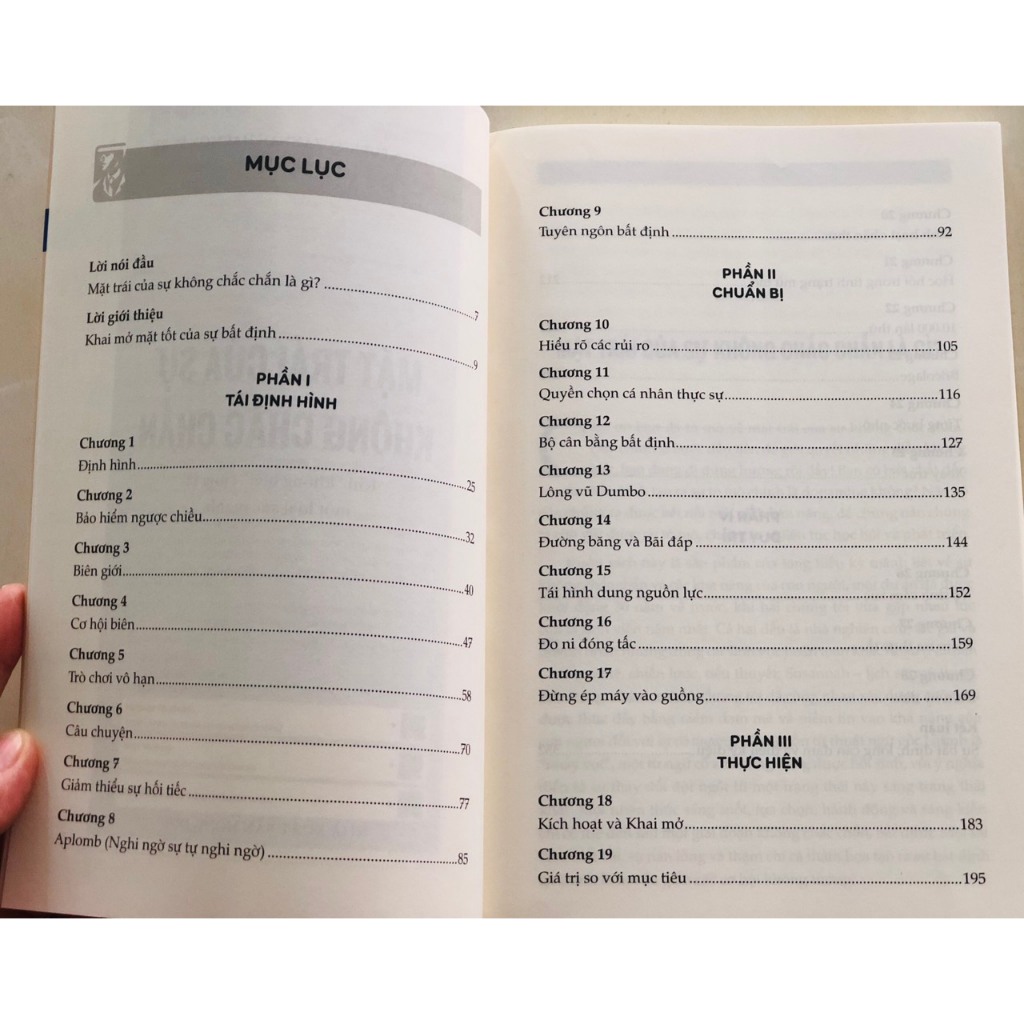 MỤC LỤC
Lời nói đầu
Mặt trái của sự không chắc chắn là gì? 7
Lời giới thiệu
Khai mở mặt tốt của sự bất định 9
PHẦN I
TÁI ĐỊNH HÌNH
Chương 1
Định hình 25
Chương 2
Bảo hiểm ngược chiều 32
Chương 3
Biên giới 40
Chương 4
Cơ hội biên 47
Chương 5
Trò chơi vô hạn 58
Chương 6
Câu chuyện 70
Chương 7
Giảm thiểu sự hối tiếc 77
Chương 8
Aplomb (Nghi ngờ sự tự nghi ngờ) 85
Chương 9
Tuyên ngôn bất định 92
PHẦN II
CHUẨN BỊ
Chương 10
Hiểu rõ các rủi ro 105
Chương 11
Quyền chọn cá nhân thực sự 116
Chương 12
Bộ cân bằng bất định 127
Chương 13
Lông vũ Dumbo 135
Chương 14
Đường băng và Bãi đáp 144
Chương 15
Tái hình dung nguồn lực 152
Chương 16
Đo ni đóng tấc 159
Chương 17
Đừng ép máy vào guồng 169
PHẦN III
THỰC HIỆN
Chương 18
Kích hoạt và Khai mở 183
Chương 19
Giá trị so với mục tiêu 195